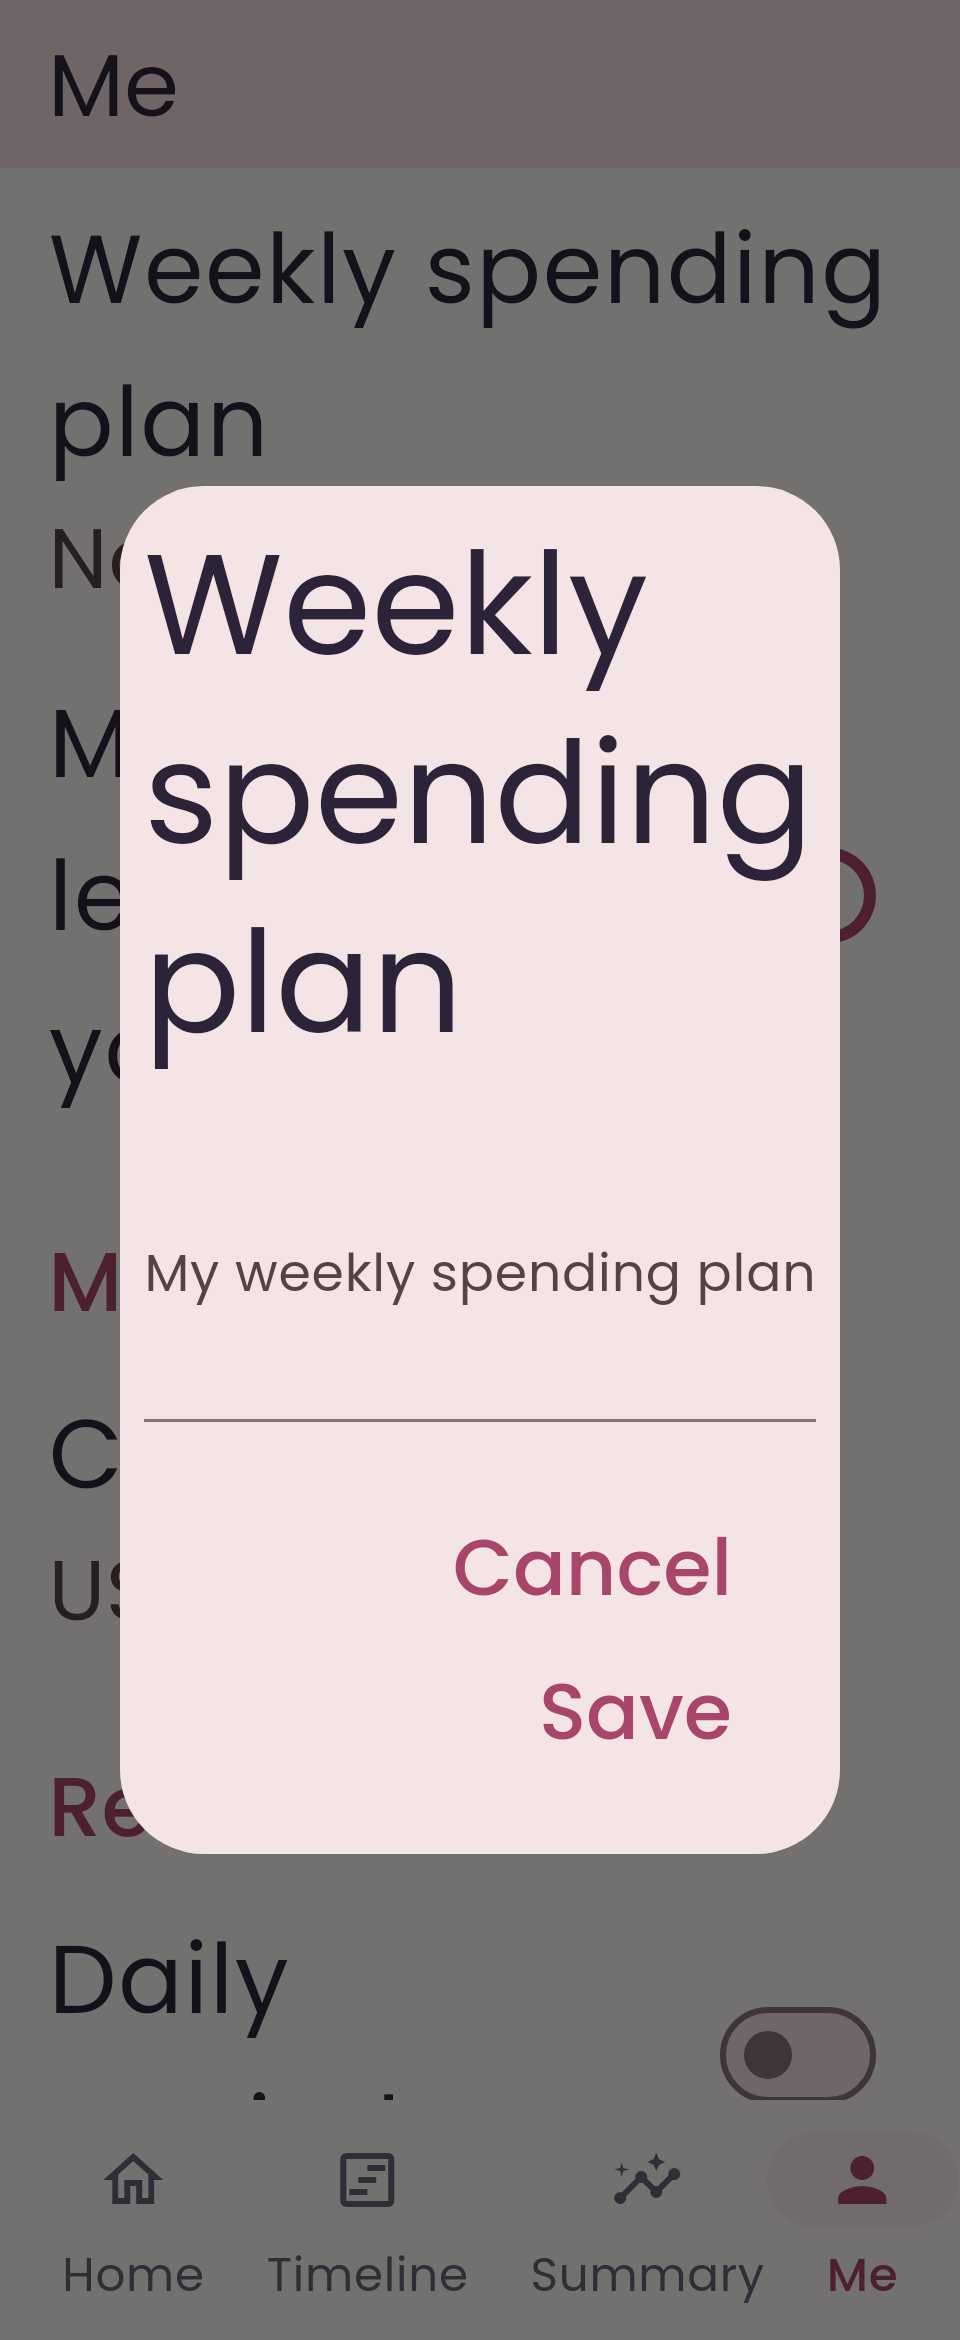 Me
Weekly spending
plan
Weekly
spending
plan
My weekly spending plan
Cancel
Save
Daily
Home
Timeline
Summary
Me